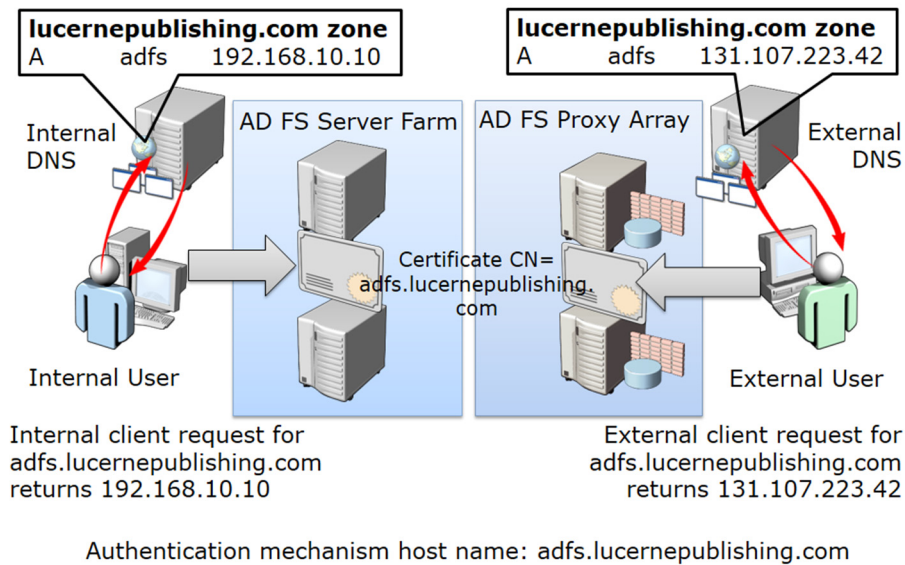 lucernepublishing.com zone
A adfs 192.168.10.10
lucernepublishing.com zone
A adfs 131.107.223.42
Internal
DNS
AD FS Server Farm
AD FS Proxy Array
External
DNS
Certificate CN=
adfs.lucernepublishing.
com
Internal User
External User
Internal client request for
adfs.lucernepublishing.com
returns 192.168.10.10
External client request for
adfs.lucernepublishing.com
returns 131.107.223.42
Authentication mechanism host name: adfs.lucernepublishing.com